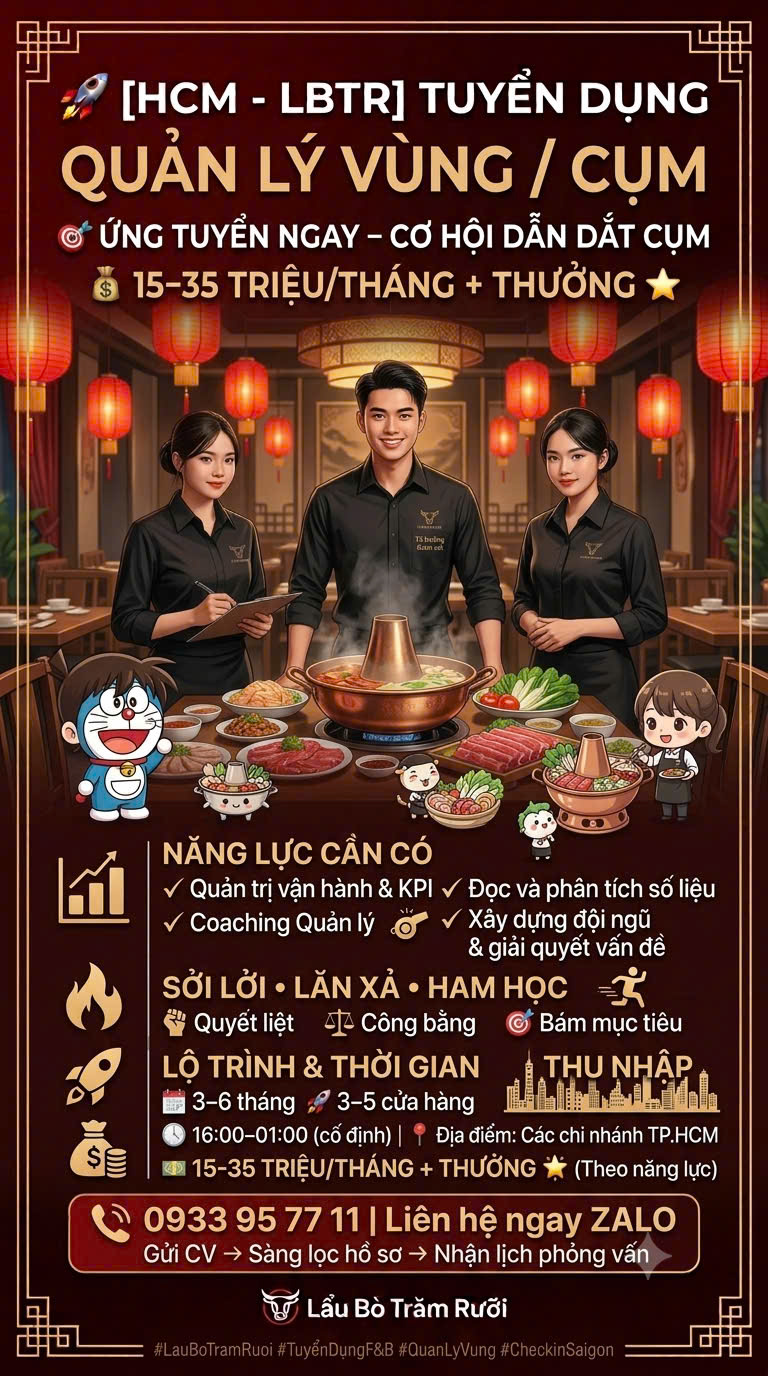 [HCM - LBTR] TUYỂN DỤNG
QUẢN LÝ VÙNG / CỤM
ỨNG TUYỂN NGAY – CƠ HỘI DẪN DẮT CỤM
15–35 TRIỆU/THÁNG + THƯỞNG
NĂNG LỰC CẦN CÓ
✓ Quản trị vận hành & KPI ✓ Đọc và phân tích số liệu
✓ Coaching Quản lý ✓ Xây dựng đội ngũ
& giải quyết vấn đề
SỞI LỞI • LĂN XẢ • HAM HỌC
Quyết liệt Công bằng Bám mục tiêu
LỘ TRÌNH & THỜI GIAN THU NHẬP
3–6 tháng 3–5 cửa hàng
16:00–01:00 (cố định) | Địa điểm: Các chi nhánh TP.HCM
15-35 TRIỆU/THÁNG + THƯỞNG (Theo năng lực)
0933 95 77 11 | Liên hệ ngay ZALO
Gửi CV → Sàng lọc hồ sơ → Nhận lịch phỏng vấn
Lẩu Bò Trăm Rưỡi
#LauBoTramRuoi #TuyểnDụngF&B #QuanLyVung #CheckinSaigon